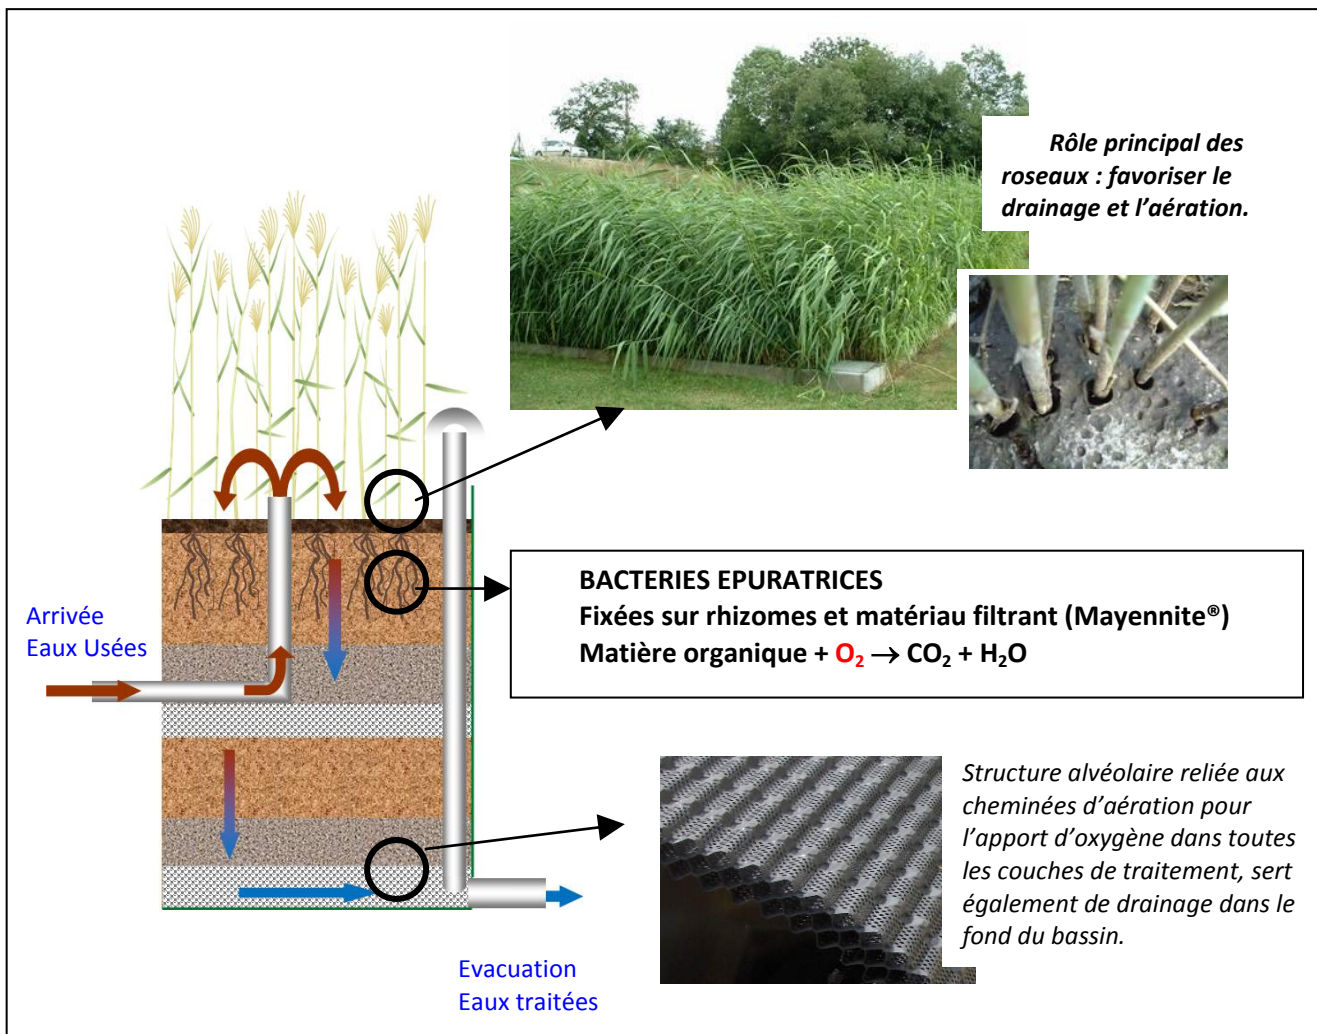 Rôle principal des
roseaux : favoriser le
drainage et l’aération.
Arrivée
Eaux Usées
BACTERIES EPURATRICES
Fixées sur rhizomes et matériau filtrant (Mayennite®)
Matière organique + O₂ → CO₂ + H₂O
Structure alvéolaire reliée aux
cheminées d’aération pour
l’apport d’oxygène dans toutes
les couches de traitement, sert
également de drainage dans le
fond du bassin.
Evacuation
Eaux traitées